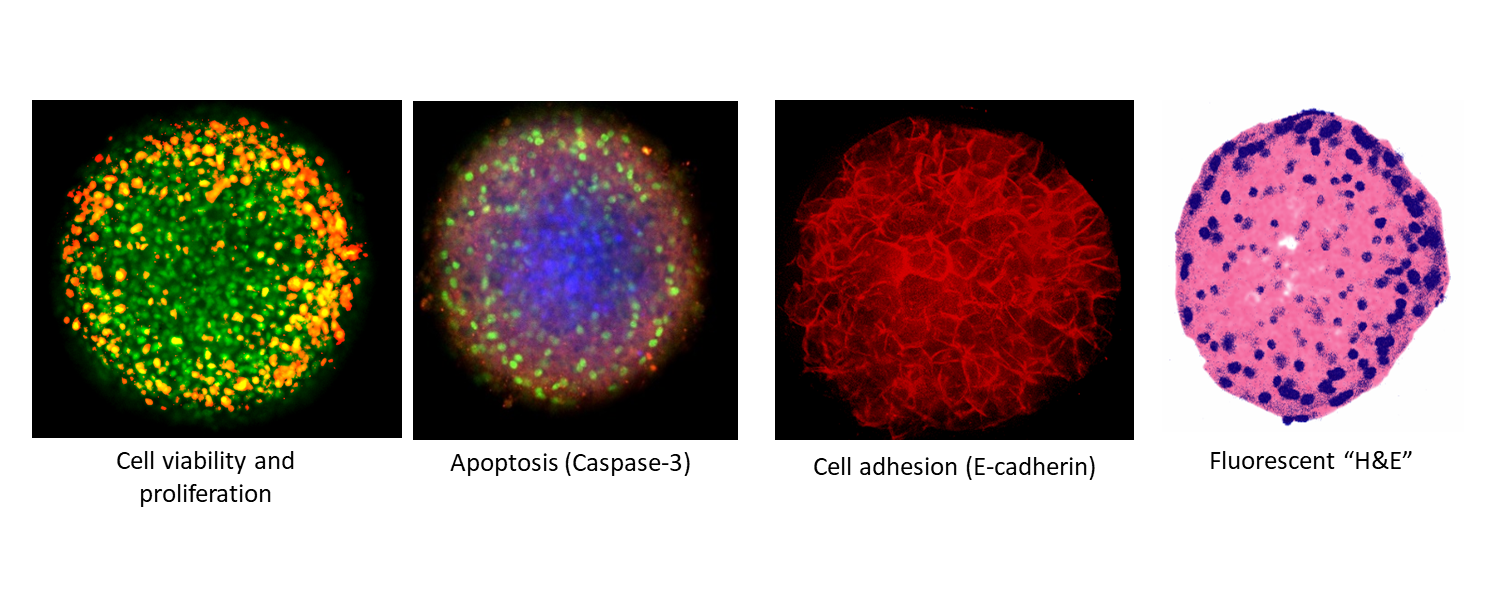 Cell viability and
proliferation
Apoptosis (Caspase-3)
Cell adhesion (E-cadherin)
Fluorescent “H&E”